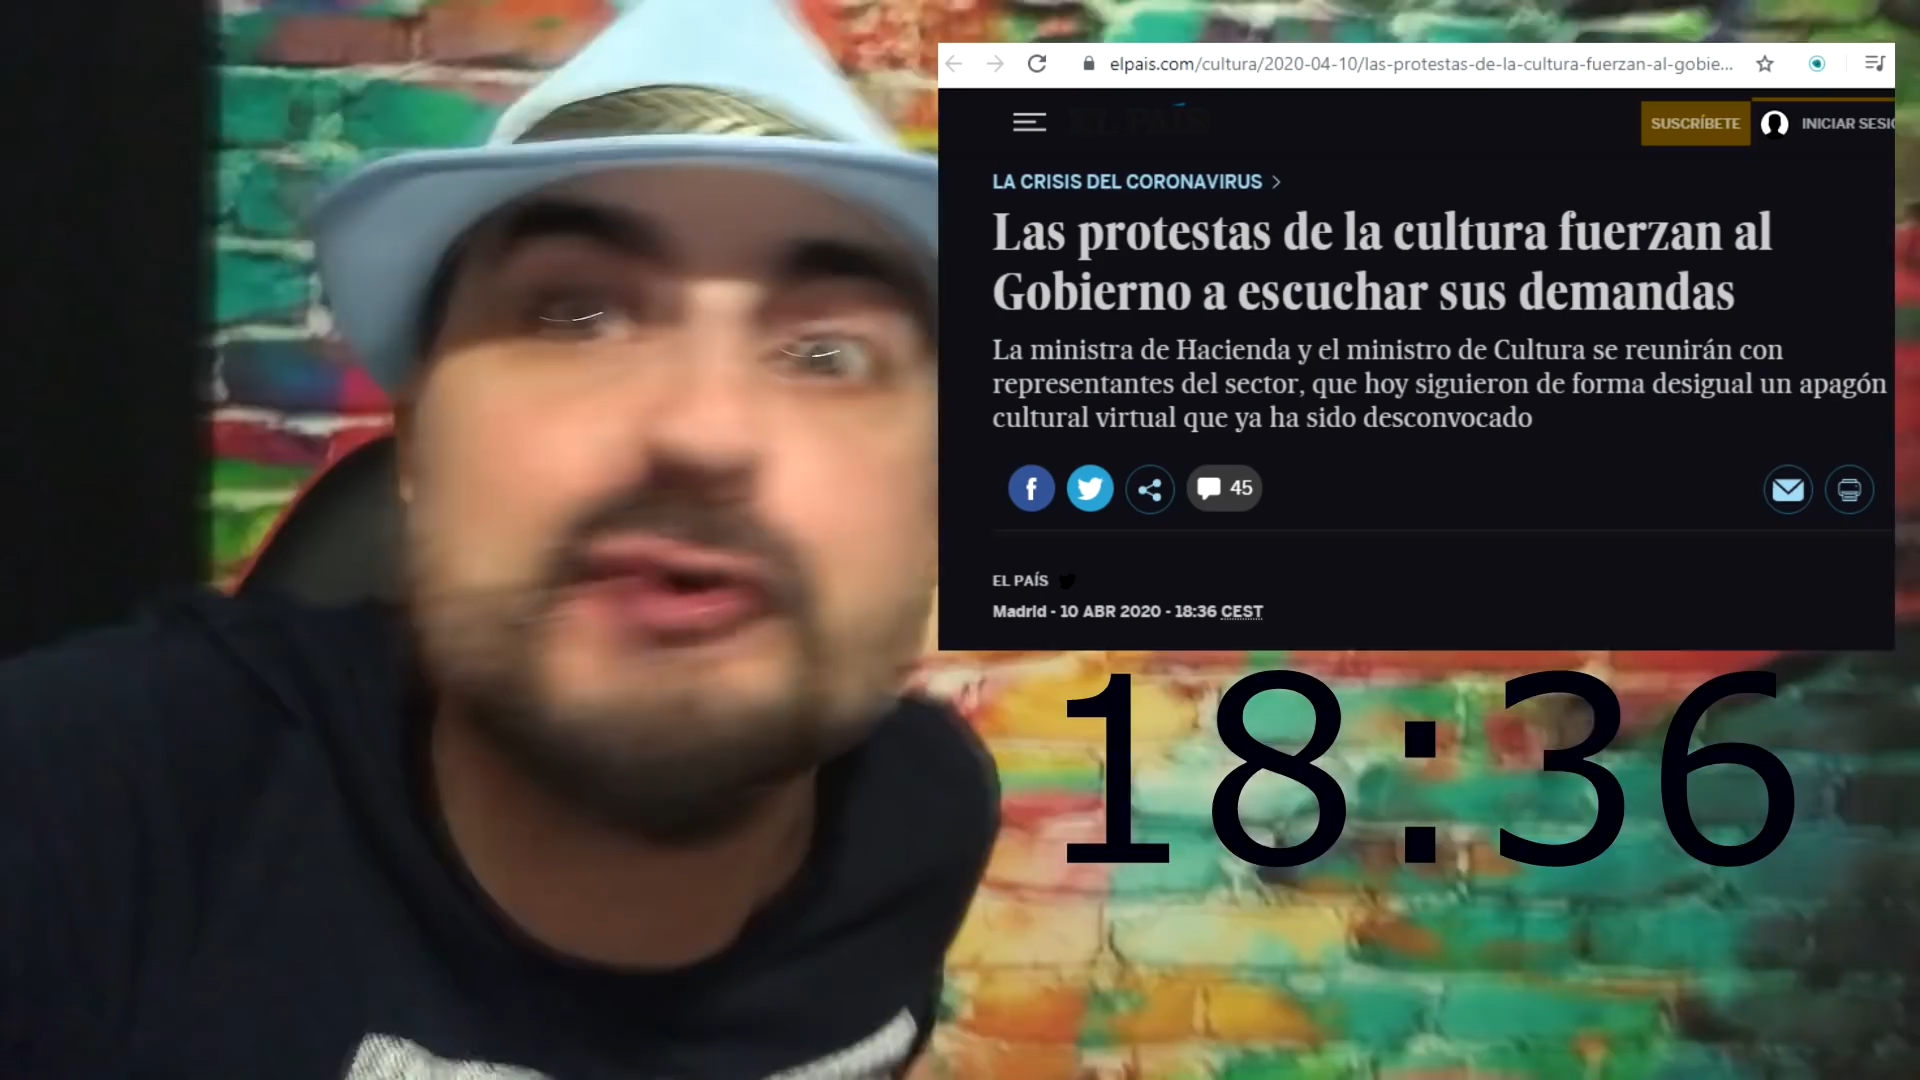 elpais.com/cultura/2020-04-10/las-protestas-de-la-cultura-fuerzan-al-gobie...
EL PAÍS
SUSCRÍBETE
INICIAR SESIÓ
LA CRISIS DEL CORONAVIRUS >
Las protestas de la cultura fuerzan al
Gobierno a escuchar sus demandas
La ministra de Hacienda y el ministro de Cultura se reunirán con
representantes del sector, que hoy siguieron de forma desigual un apagón
cultural virtual que ya ha sido desconvocado
45
EL PAÍS
Madrid - 10 ABR 2020 - 18:36 CEST
18:36